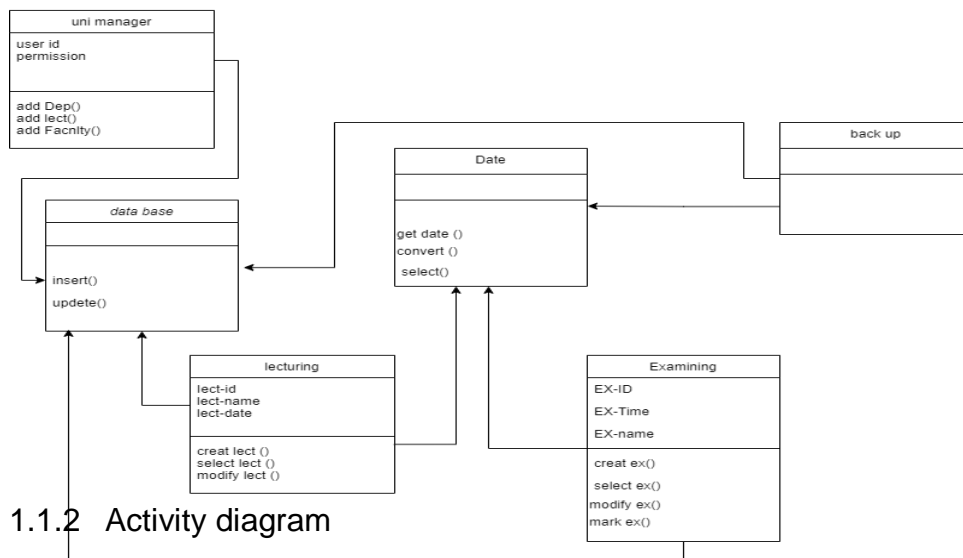 uni manager
user id
permission
add Dep()
add lect()
add Facnlty()
back up
Date
get date ()
convert ()
select()
data base
insert()
updete()
lecturing
lect-id
lect-name
lect-date
creat lect ()
select lect ()
modify lect ()
Examining
EX-ID
EX-Time
EX-name
creat ex()
select ex()
modify ex()
mark ex()
1.1.2 Activity diagram